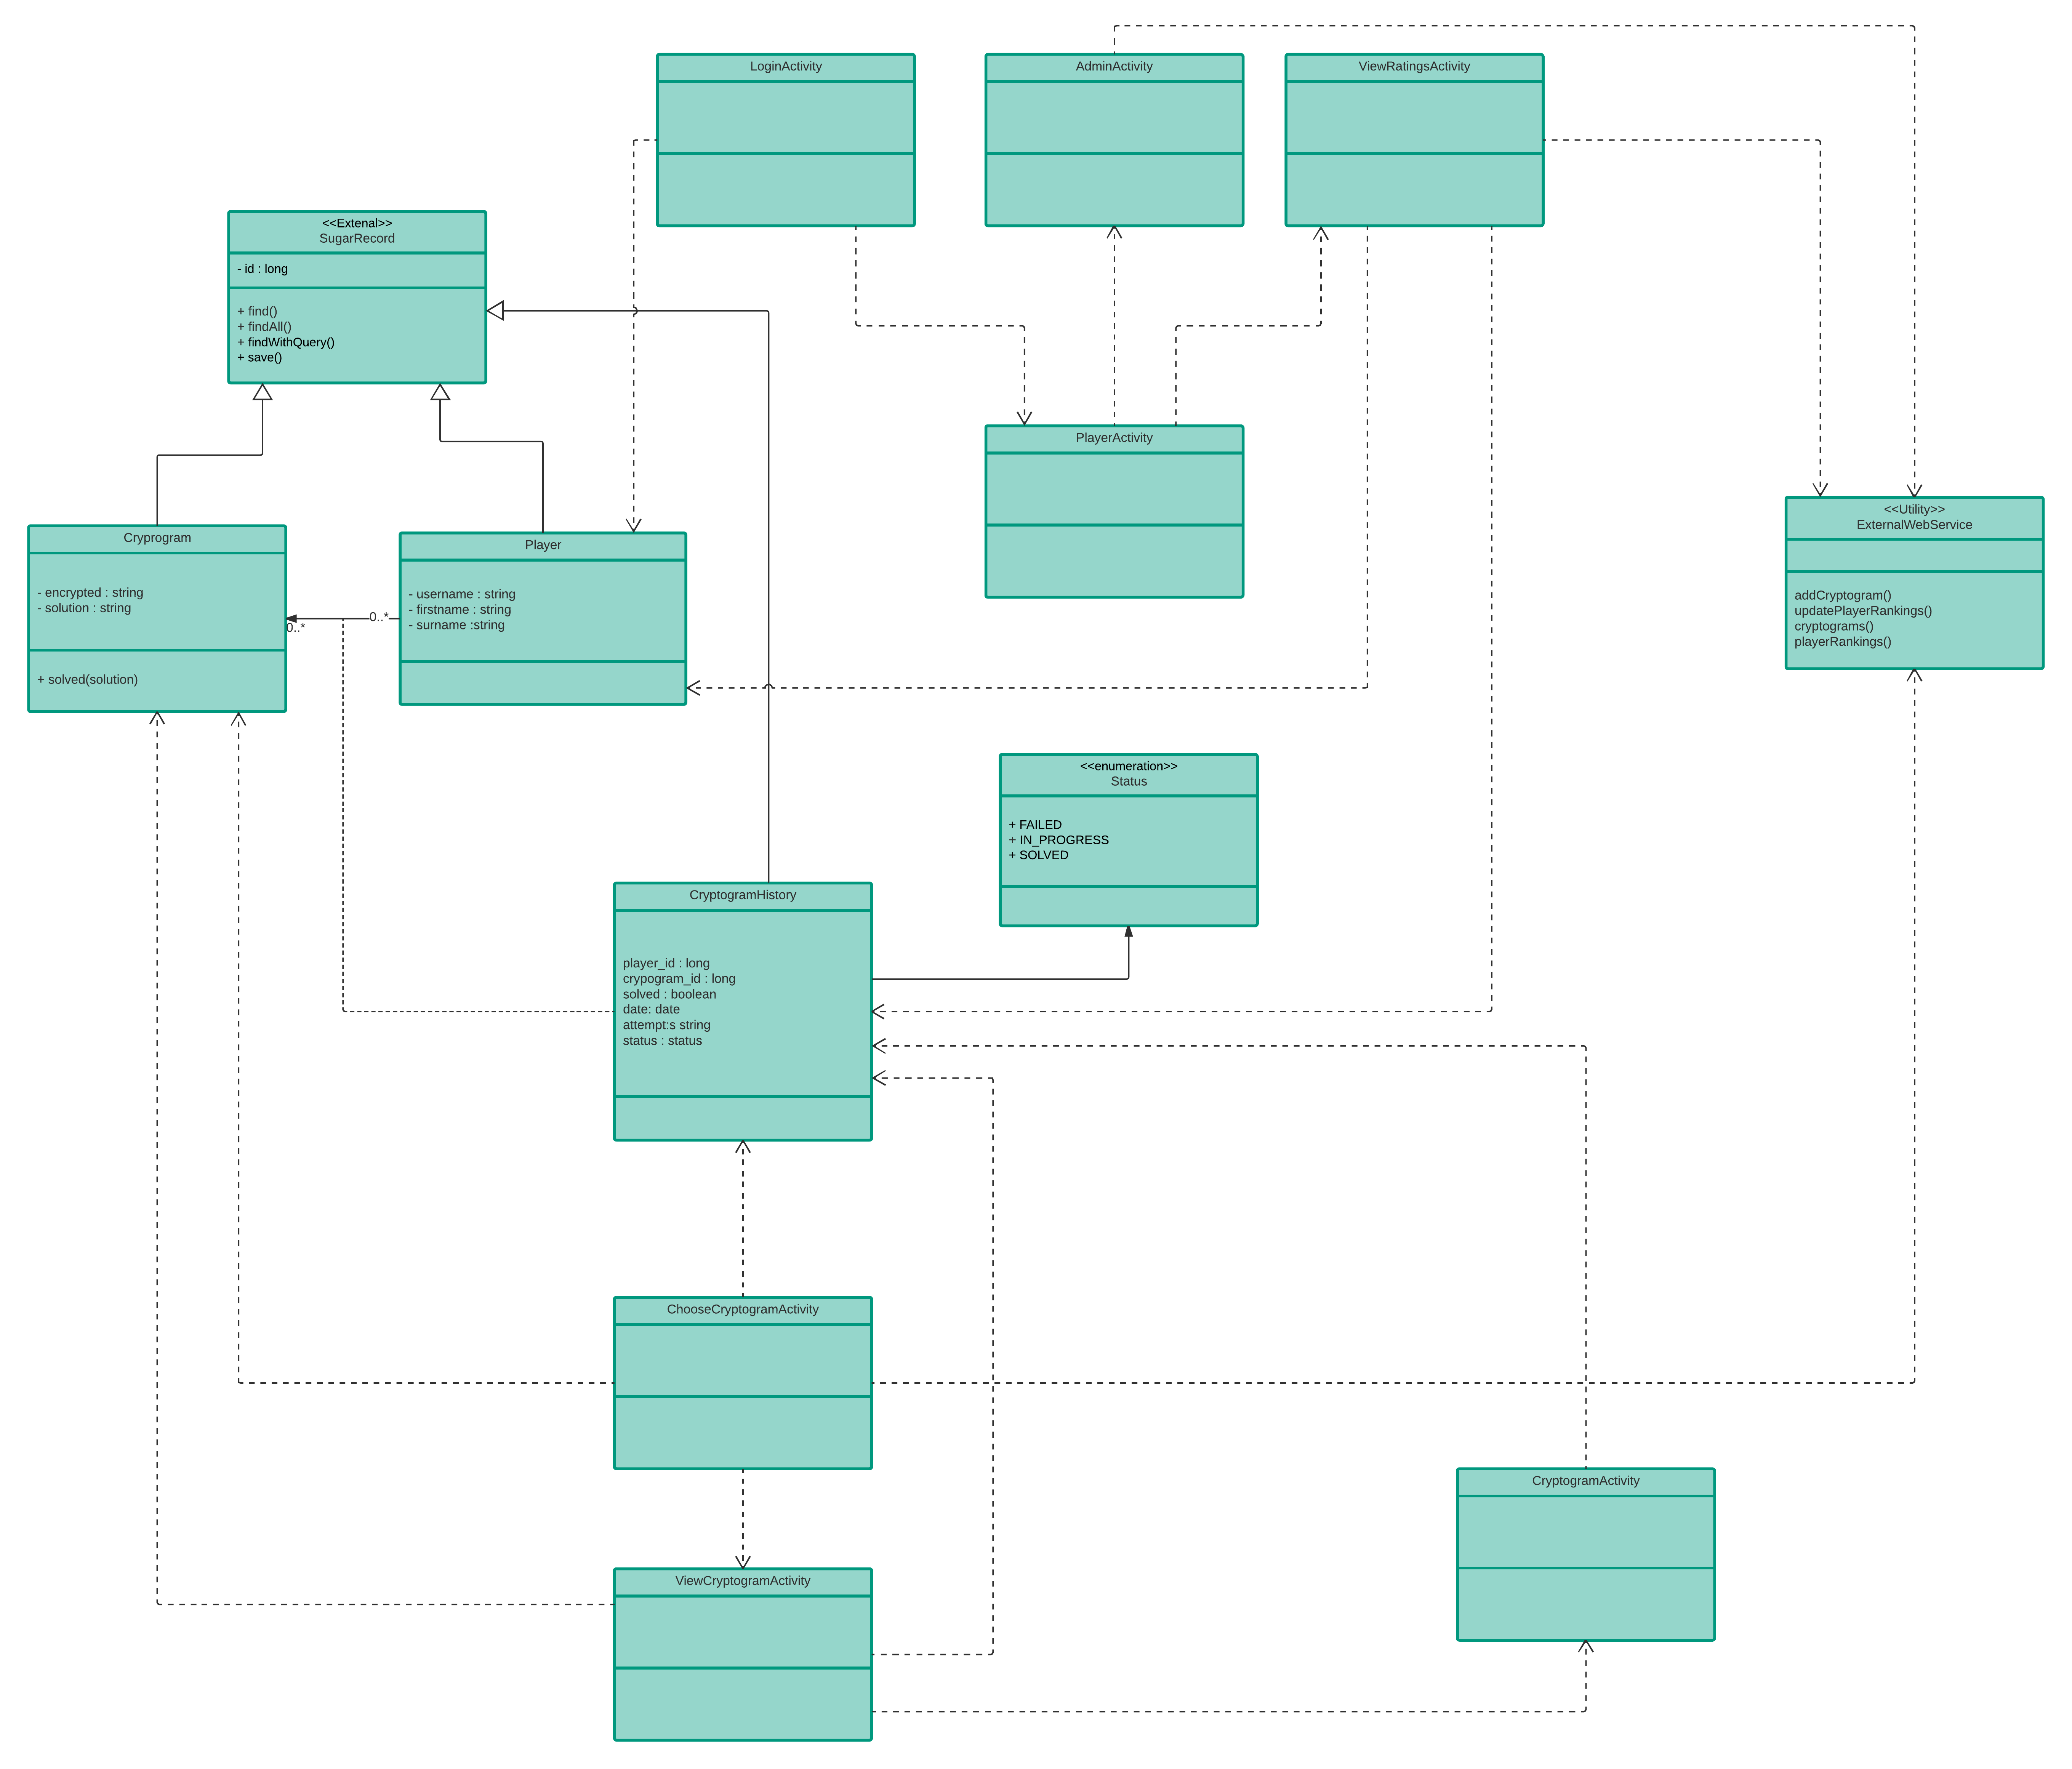 LoginActivity
AdminActivity
ViewRatingsActivity
<<Extenal>>
SugarRecord
- id : long
+ find()
+ findAll()
+ findWithQuery()
+ save()
PlayerActivity
<<Utility>>
ExternalWebService
addCryptogram()
updatePlayerRankings()
cryptograms()
playerRankings()
Cryprogram
- encrypted : string
- solution : string
+ solved(solution)
0..*
0..*
Player
- username : string
- firstname : string
- surname :string
<<enumeration>>
Status
+ FAILED
+ IN_PROGRESS
+ SOLVED
CryptogramHistory
player_id : long
crypogram_id : long
solved : boolean
date: date
attempt:s string
status : status
ChooseCryptogramActivity
CryptogramActivity
ViewCryptogramActivity